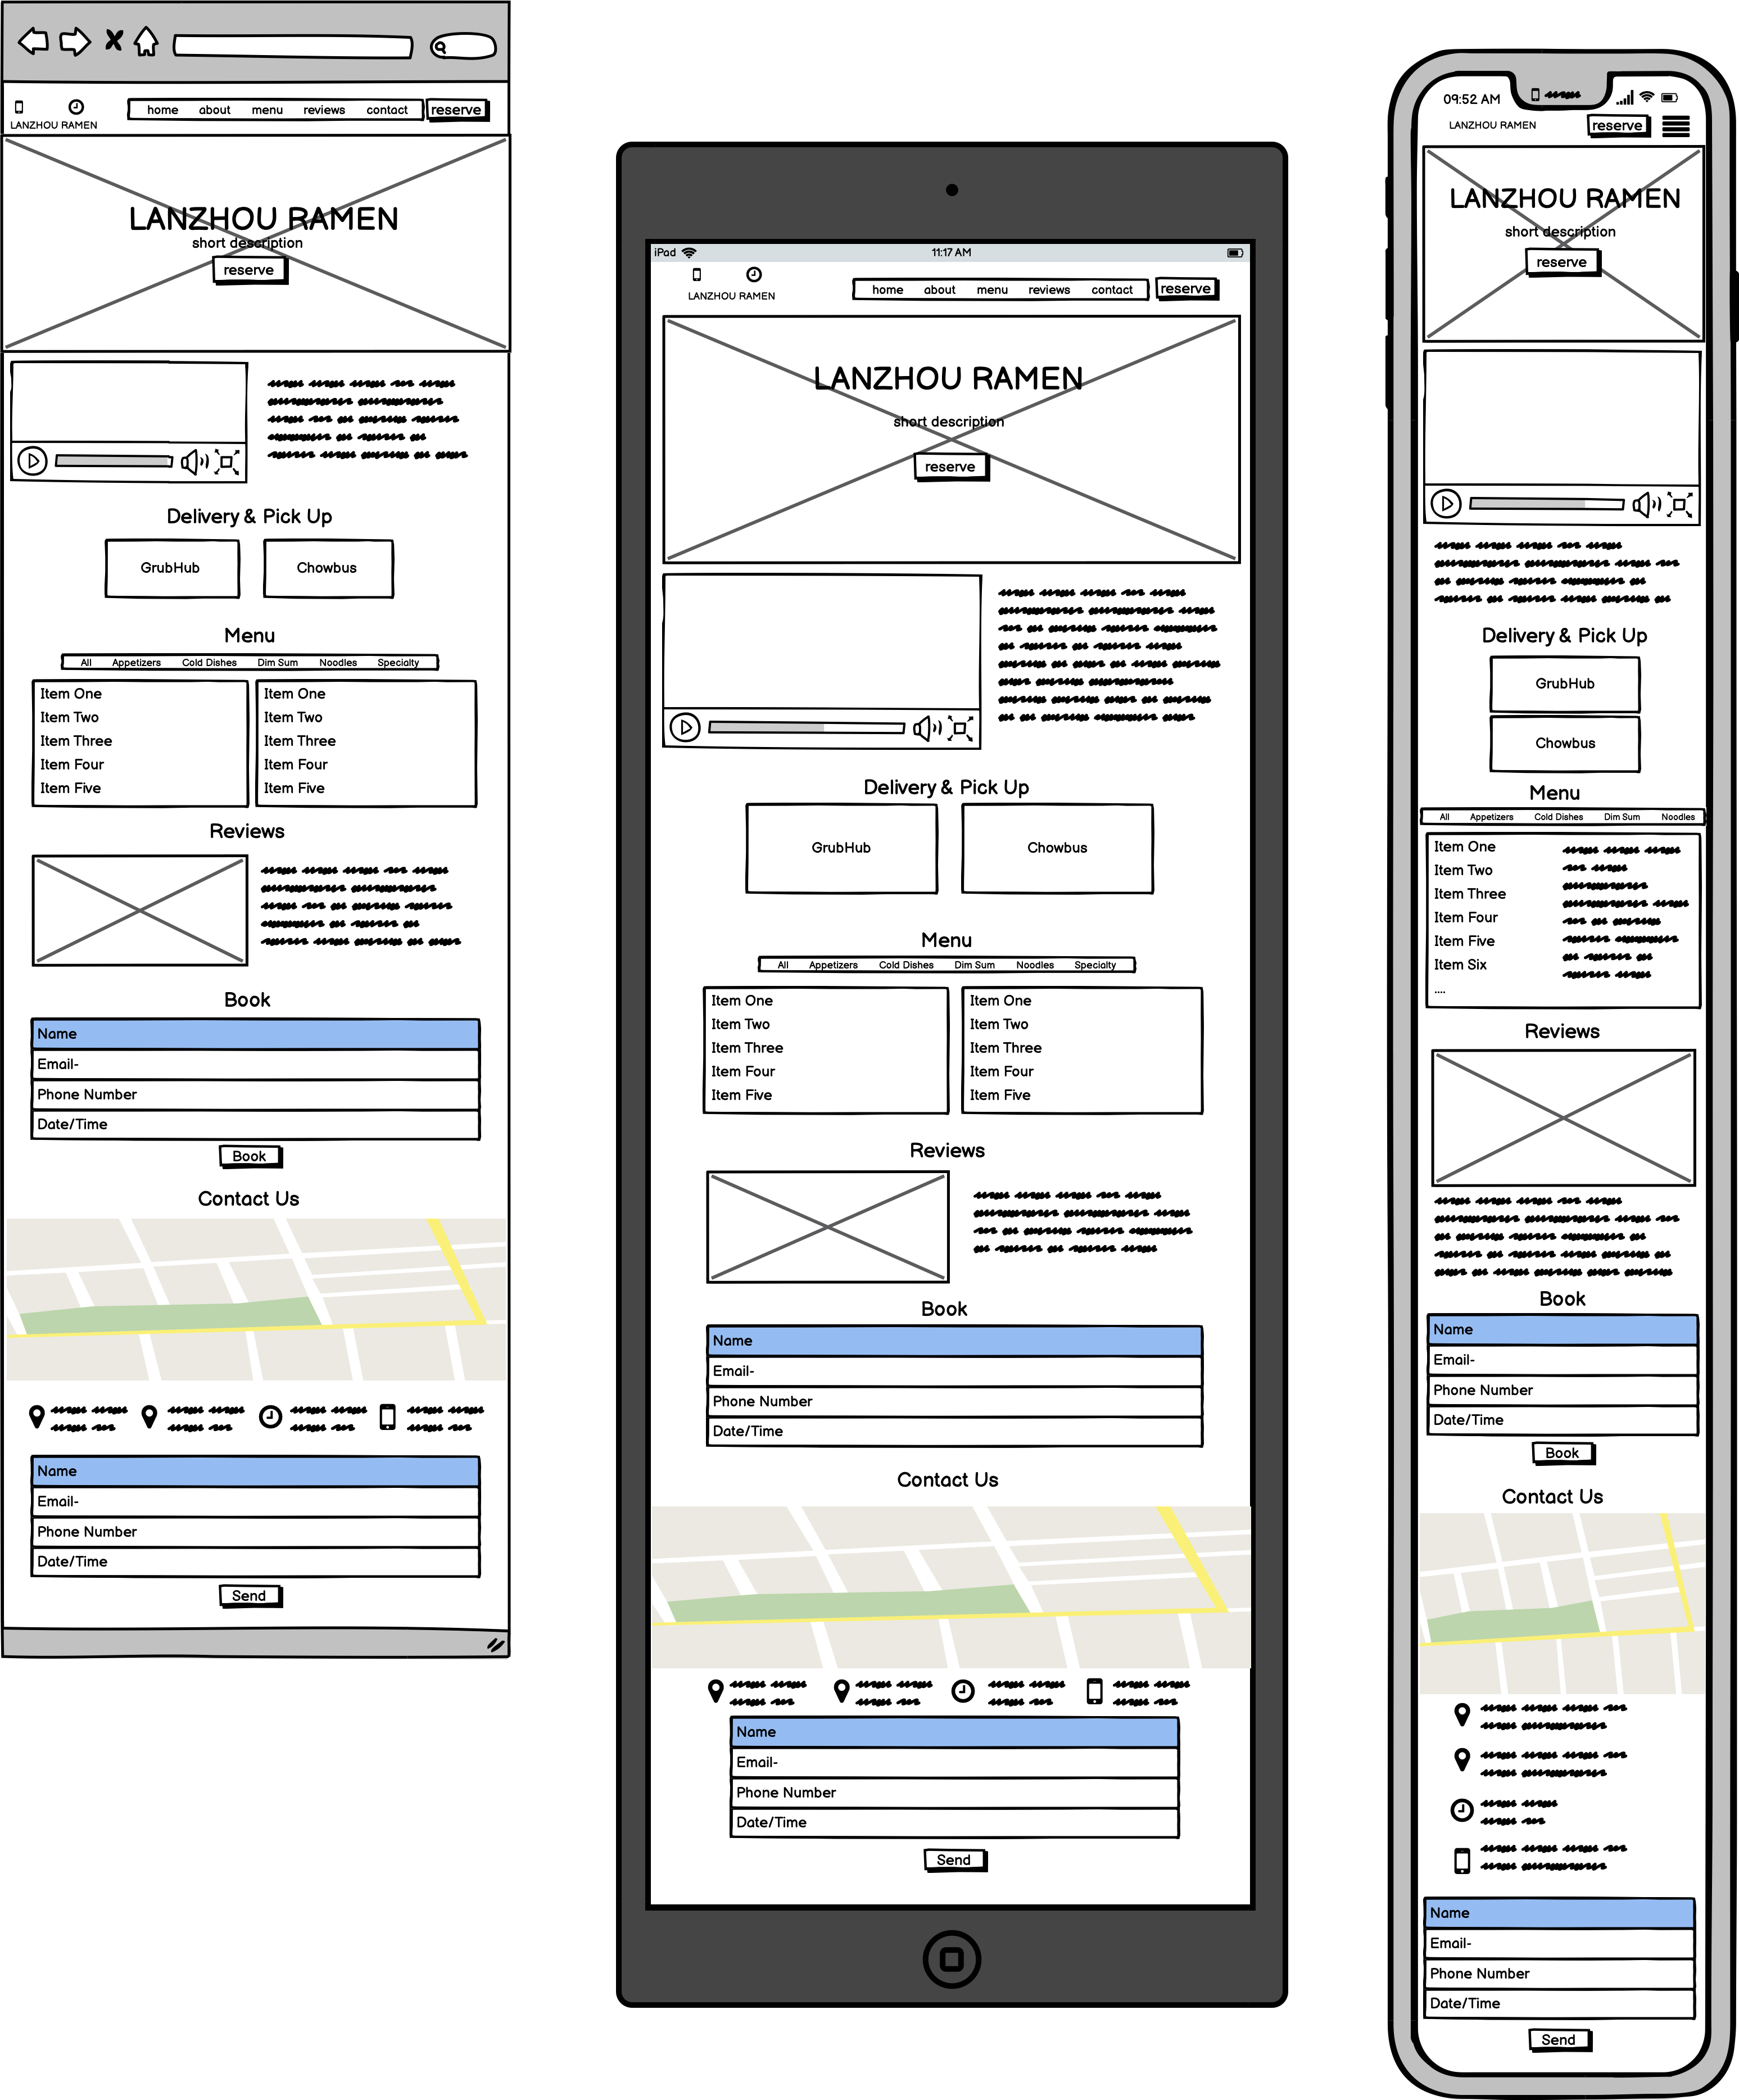 home about menu reviews contact reserve
LANZHOU RAMEN
LANZHOU RAMEN
short description
reserve
Delivery & Pick Up
GrubHub Chowbus
Menu
All Appetizers Cold Dishes Dim Sum Noodles Specialty
Item One Item One
Item Two Item Two
Item Three Item Three
Item Four Item Four
Item Five Item Five
Reviews
Book
Name
Email-
Phone Number
Date/Time
Book
Contact Us
Name
Email-
Phone Number
Date/Time
Send
iPad 11:17 AM
home about menu reviews contact reserve
LANZHOU RAMEN
LANZHOU RAMEN
short description
reserve
Delivery & Pick Up
GrubHub Chowbus
Menu
All Appetizers Cold Dishes Dim Sum Noodles Specialty
Item One Item One
Item Two Item Two
Item Three Item Three
Item Four Item Four
Item Five Item Five
Reviews
Book
Name
Email-
Phone Number
Date/Time
Contact Us
Name
Email-
Phone Number
Date/Time
Send
09:52 AM
LANZHOU RAMEN reserve
LANZHOU RAMEN
short description
reserve
Delivery & Pick Up
GrubHub
Chowbus
Menu
All Appetizers Cold Dishes Dim Sum Noodles
Item One
Item Two
Item Three
Item Four
Item Five
Item Six
....
Reviews
Book
Name
Email-
Phone Number
Date/Time
Book
Contact Us
Name
Email-
Phone Number
Date/Time
Send